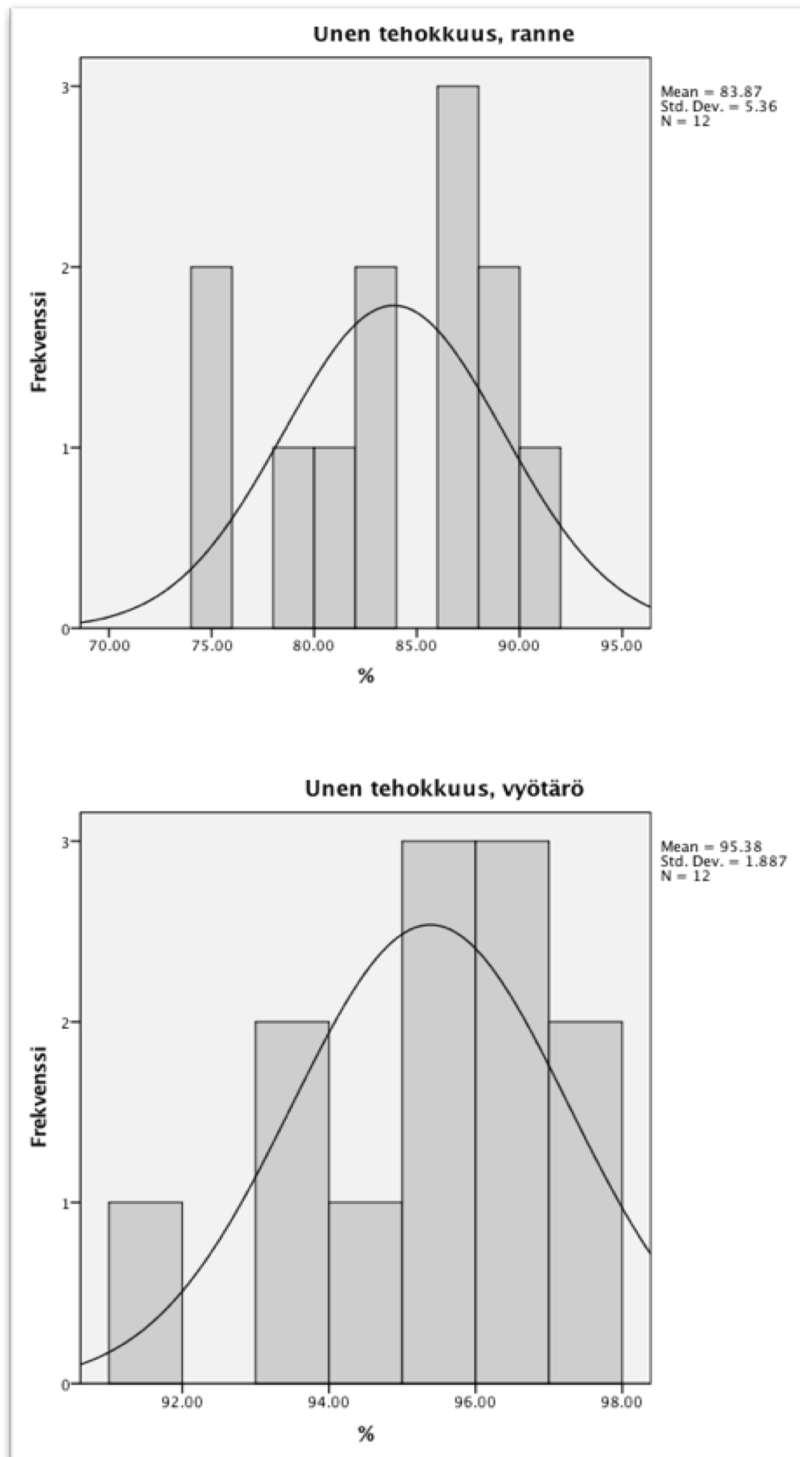 Unen tehokkuus, ranne
Mean = 83.87
Std. Dev. = 5.36
N = 12
Frekvenssi
3
2
1
0
70.00 75.00 80.00 85.00 90.00 95.00
%
Unen tehokkuus, vyötärö
Mean = 95.38
Std. Dev. = 1.887
N = 12
Frekvenssi
3
2
1
0
92.00 94.00 96.00 98.00
%